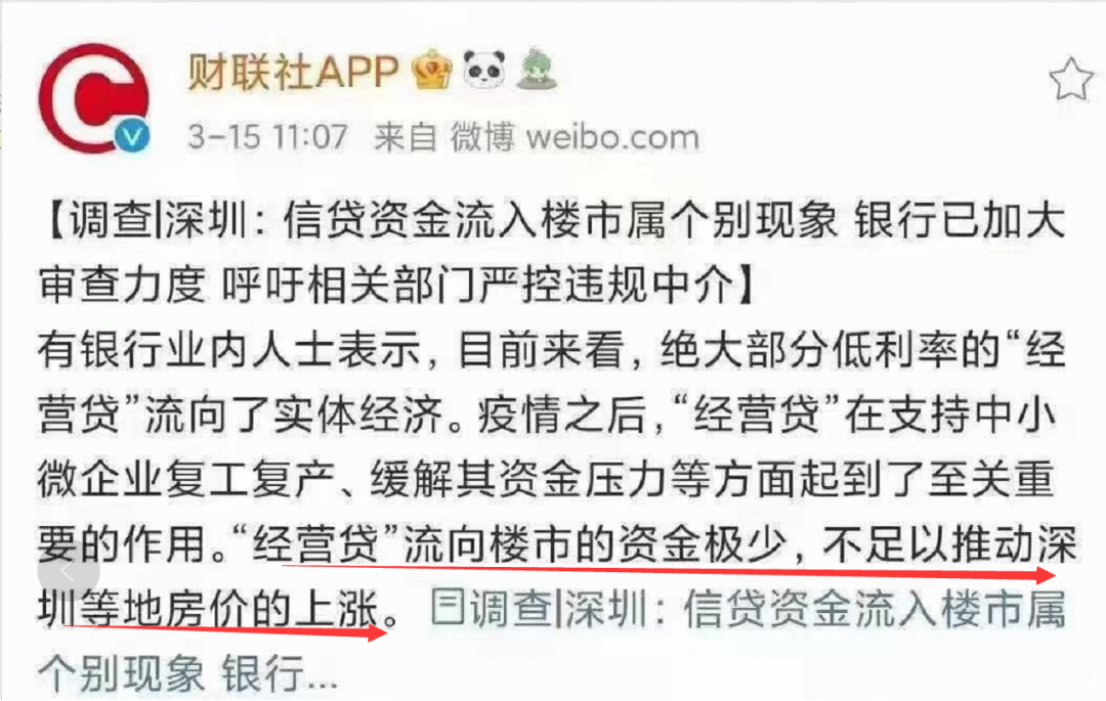 财联社APP
3-15 11:07 来自 微博 weibo.com
【调查|深圳：信贷资金流入楼市属个别现象 银行已加大
审查力度 呼吁相关部门严控违规中介】
有银行业内人士表示，目前来看，绝大部分低利率的“经
营贷”流向了实体经济。疫情之后，“经营贷”在支持中小
微企业复工复产、缓解其资金压力等方面起到了至关重
要的作用。“经营贷”流向楼市的资金极少，不足以推动深
圳等地房价的上涨。 调查|深圳：信贷资金流入楼市属
个别现象 银行...